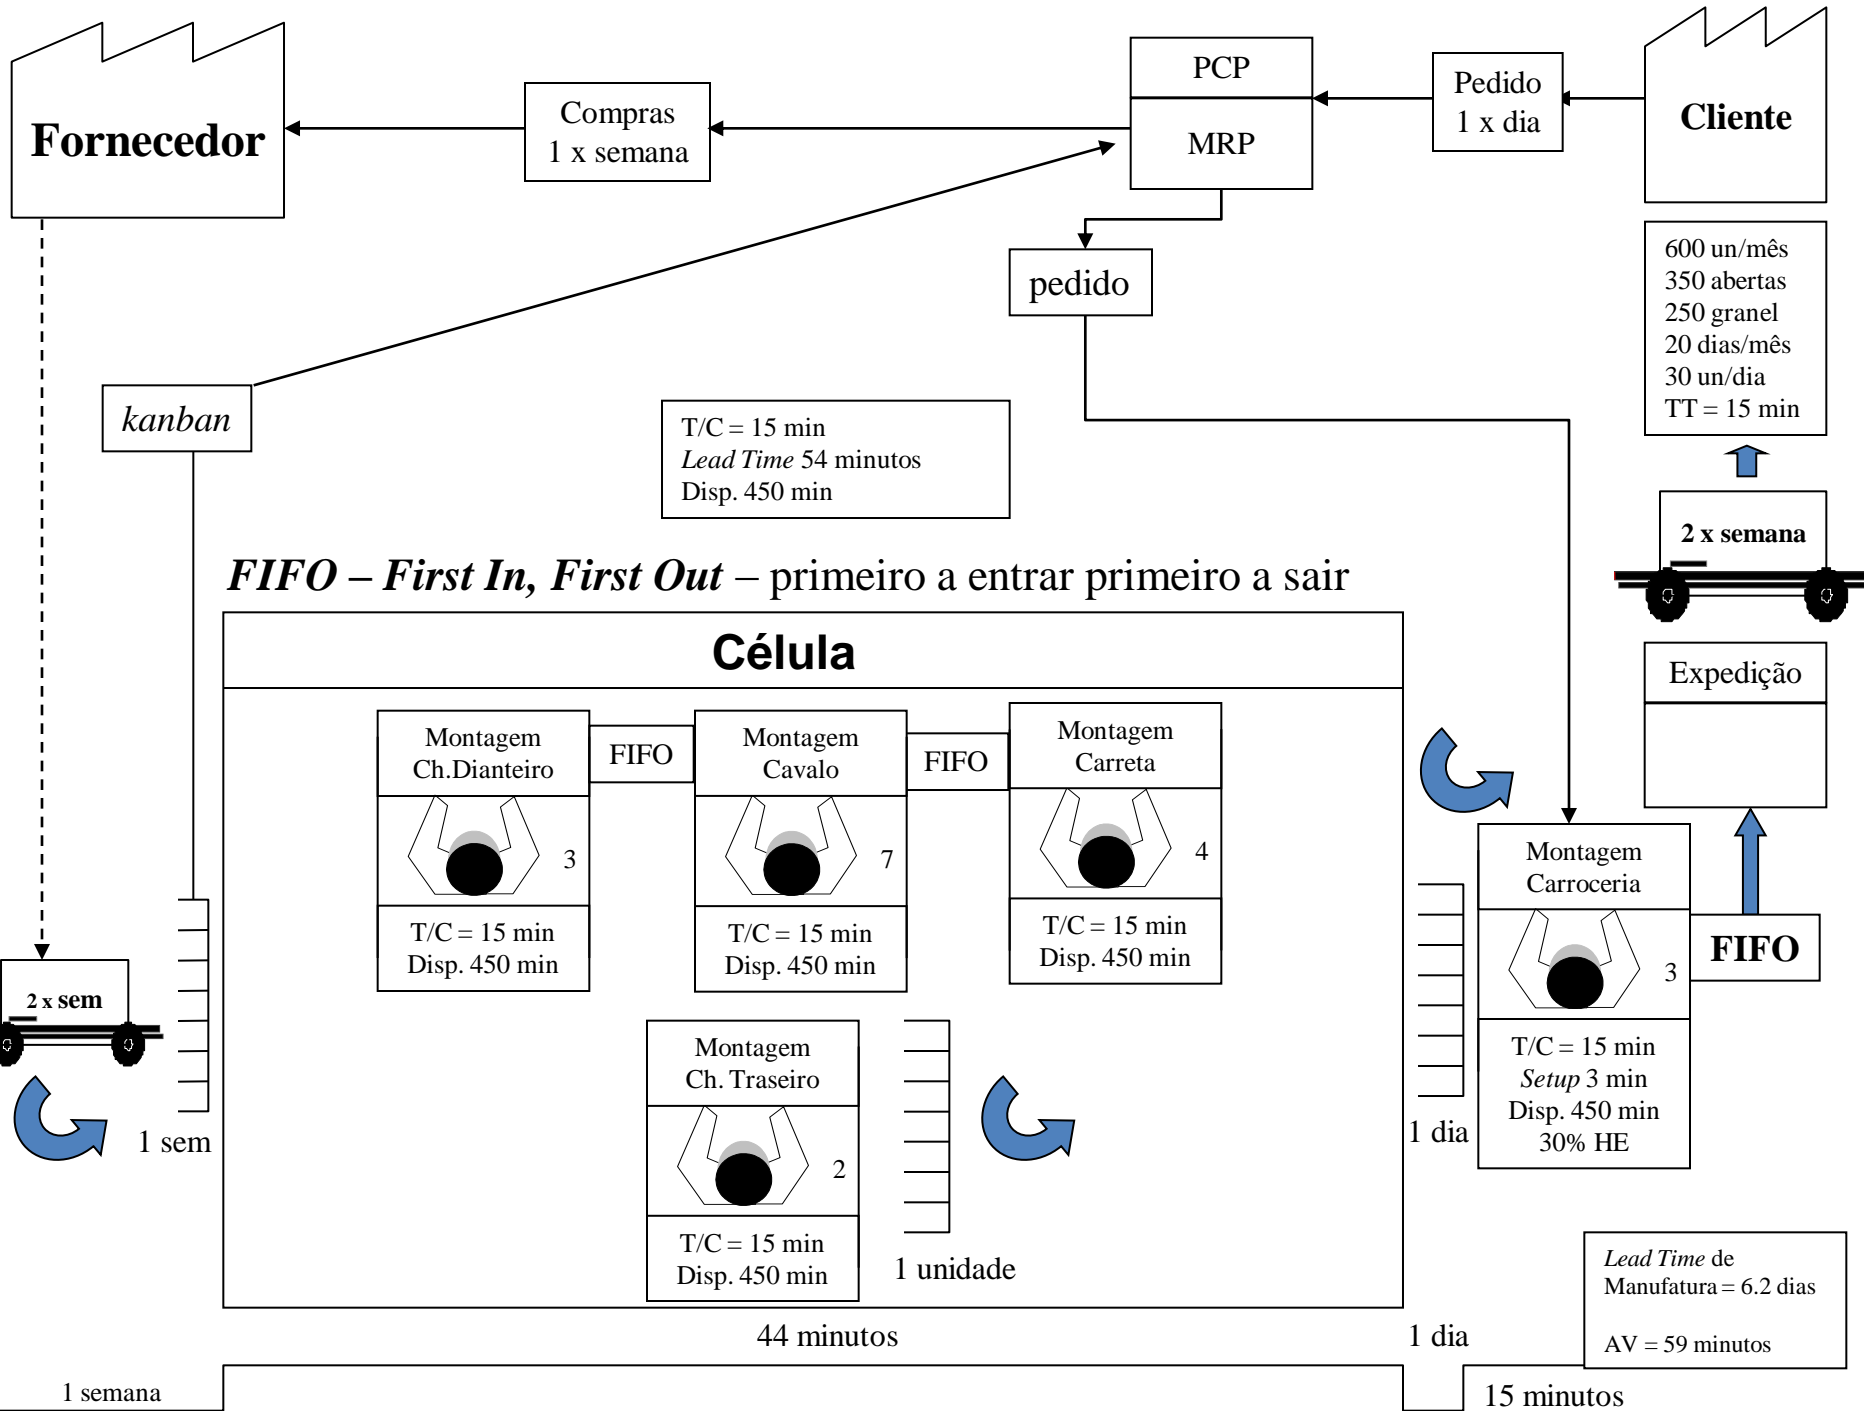 Fornecedor
Compras
1 x semana
PCP
MRP
Pedido
1 x dia
Cliente
pedido
600 un/mês
350 abertas
250 granel
20 dias/mês
30 un/dia
TT = 15 min
kanban
T/C = 15 min
Lead Time 54 minutos
Disp. 450 min
2 x semana
FIFO – First In, First Out – primeiro a entrar primeiro a sair
Célula
Expedição
Montagem
Ch.Dianteiro
FIFO
Montagem
Cavalo
FIFO
Montagem
Carreta
3
7
4
T/C = 15 min
Disp. 450 min
T/C = 15 min
Disp. 450 min
T/C = 15 min
Disp. 450 min
Montagem
Carroceria
3
FIFO
T/C = 15 min
Setup 3 min
Disp. 450 min
30% HE
2 x sem
1 sem
Montagem
Ch. Traseiro
2
T/C = 15 min
Disp. 450 min
1 unidade
1 dia
Lead Time de
Manufatura = 6.2 dias
AV = 59 minutos
44 minutos
1 dia
1 semana
15 minutos